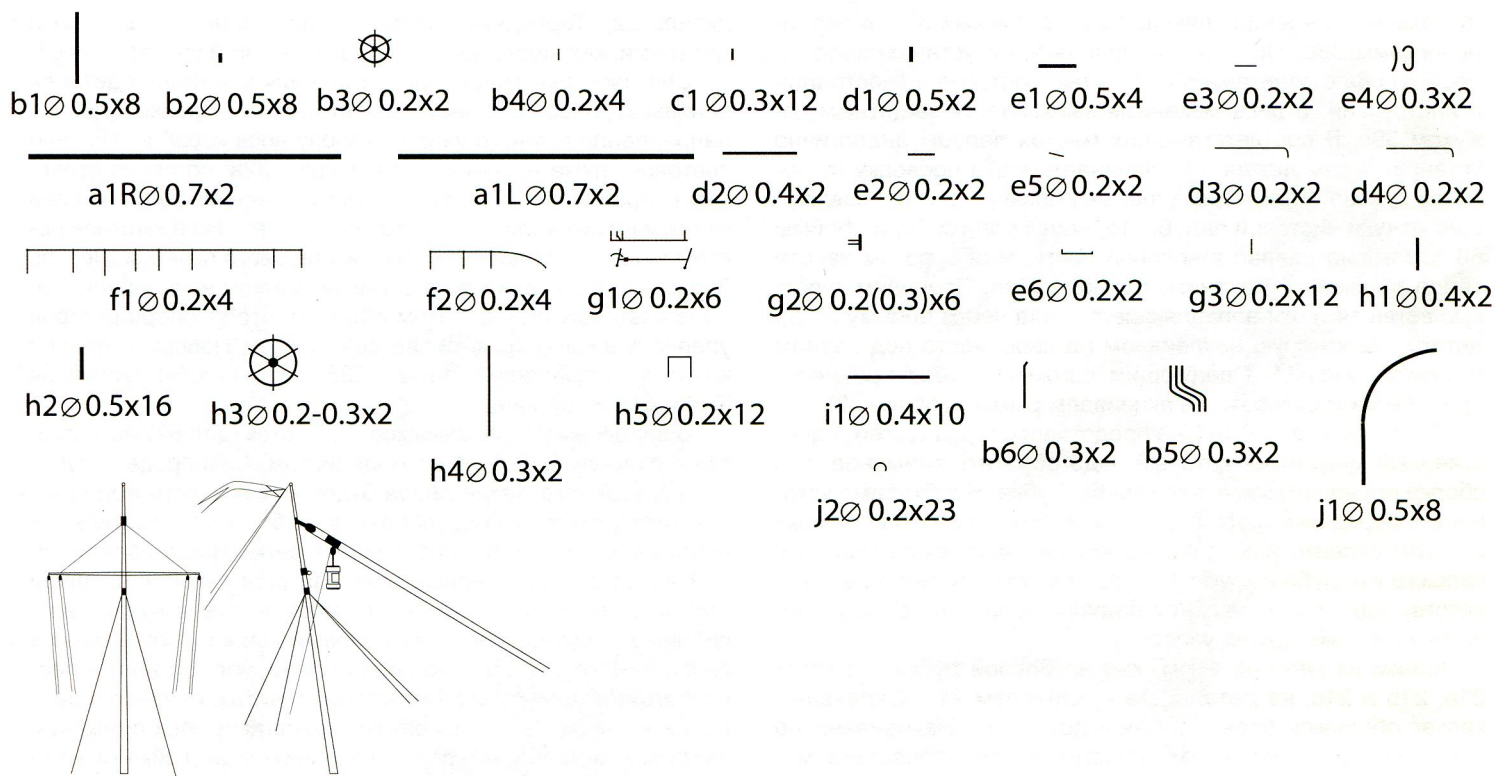 b1∅ 0.5x8 b2∅ 0.5x8 b3∅ 0.2x2 b4∅ 0.2x4 c1∅0.3x12 d1∅ 0.5x2 e1∅0.5x4 e3∅0.2x2 e4∅0.3x2
a1R∅0.7x2 a1L∅0.7x2 d2∅0.4x2 e2∅0.2x2 e5∅0.2x2 d3∅0.2x2 d4∅0.2x2
f1∅0.2x4 f2∅0.2x4 g1∅ 0.2x6 g2∅ 0.2(0.3)x6 e6∅0.2x2 g3∅0.2x12 h1∅0.4x2
h2∅0.5x16 h3∅0.2-0.3x2 h5∅0.2x12 i1∅0.4x10
b6∅ 0.3x2 b5∅ 0.3x2
h4∅ 0.3x2
j2∅ 0.2x23 j1∅ 0.5x8